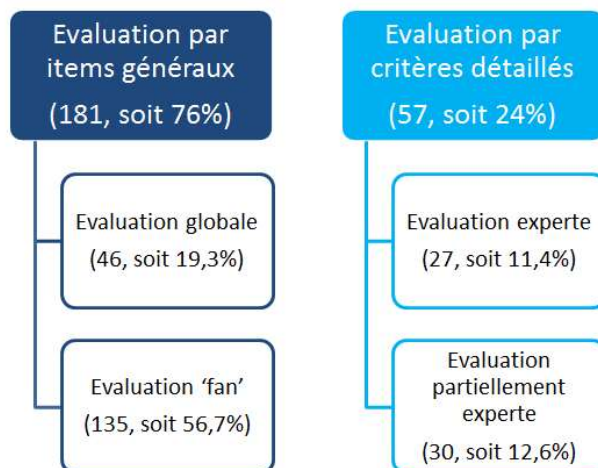 Evaluation par
items généraux
(181, soit 76%)
Evaluation globale
(46, soit 19,3%)
Evaluation ‘fan’
(135, soit 56,7%)
Evaluation par
critères détaillés
(57, soit 24%)
Evaluation experte
(27, soit 11,4%)
Evaluation
partiellement
experte
(30, soit 12,6%)